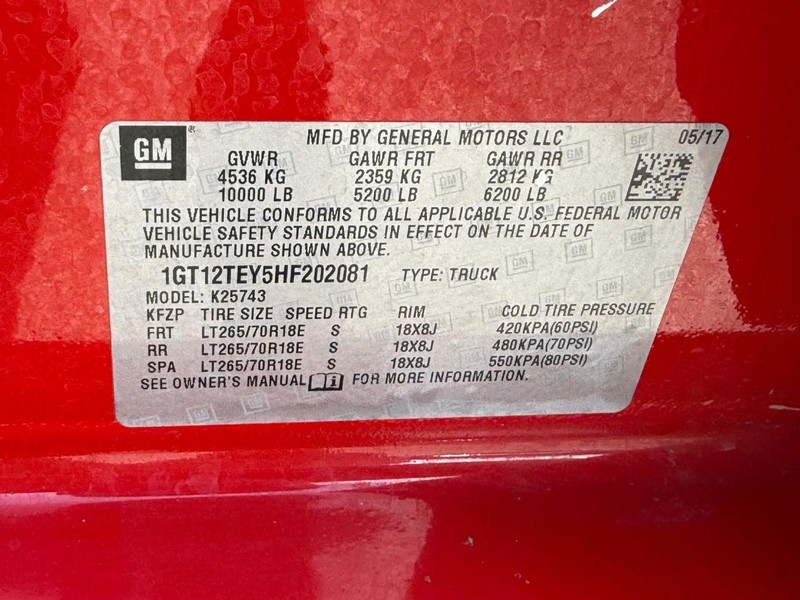 GM
MFD BY GENERAL MOTORS LLC 05/17
GVWR GAWR FRT GAWR RR
4536 KG 2359 KG 2812 KG
10000 LB 5200 LB 6200 LB
THIS VEHICLE CONFORMS TO ALL APPLICABLE U.S. FEDERAL MOTOR
VEHICLE SAFETY STANDARDS IN EFFECT ON THE DATE OF
MANUFACTURE SHOWN ABOVE.
1GT12TEY5HF202081 TYPE: TRUCK
MODEL: K25743
KFZP TIRE SIZE SPEED RTG RIM COLD TIRE PRESSURE
FRT LT265/70R18E S 18X8J 420KPA(60PSI)
RR LT265/70R18E S 18X8J 480KPA(70PSI)
SPA LT265/70R18E S 18X8J 550KPA(80PSI)
SEE OWNER'S MANUAL FOR MORE INFORMATION.